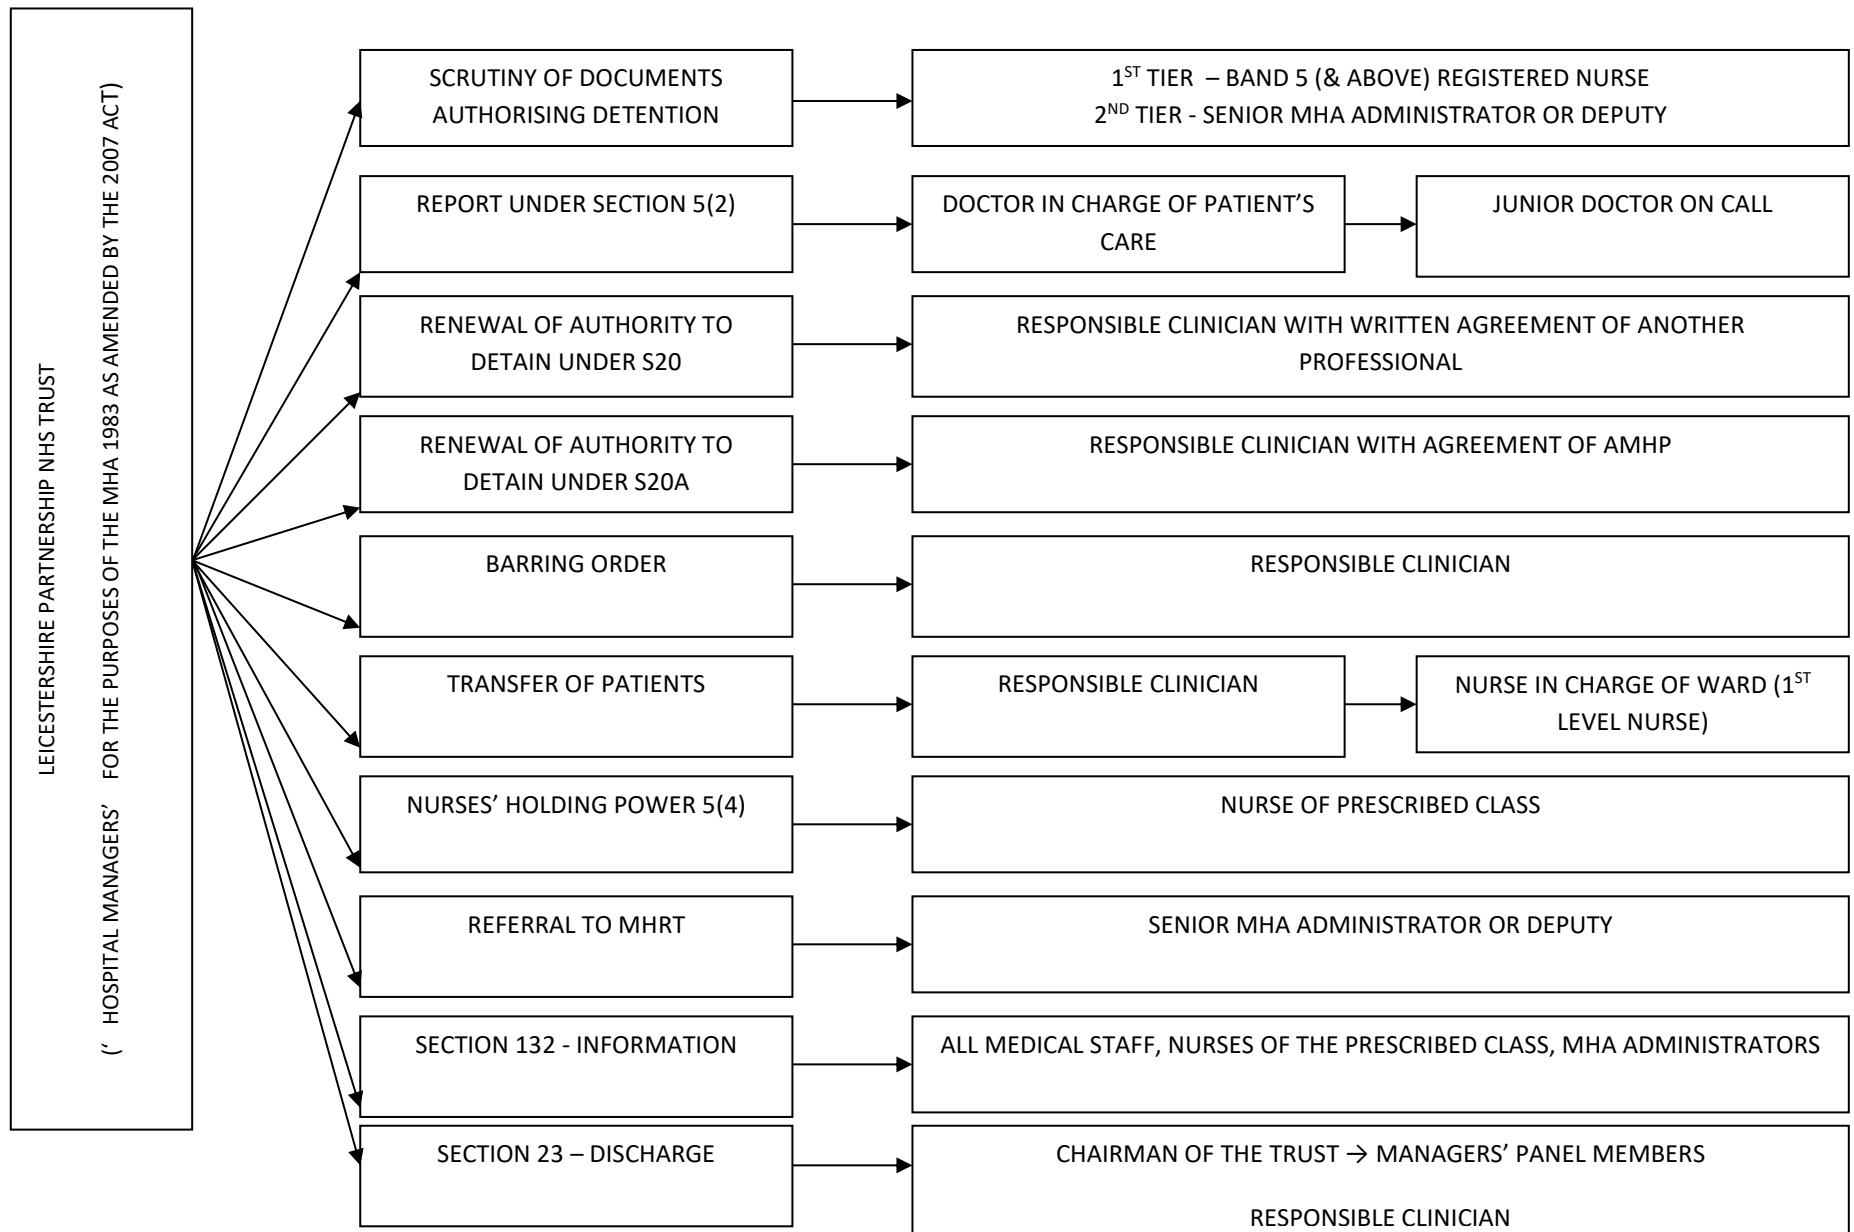 LEICESTERSHIRE PARTNERSHIP NHS TRUST
(‘ HOSPITAL MANAGERS’ FOR THE PURPOSES OF THE MHA 1983 AS AMENDED BY THE 2007 ACT)
SCRUTINY OF DOCUMENTS
AUTHORISING DETENTION
1ST TIER – BAND 5 (& ABOVE) REGISTERED NURSE
2ND TIER - SENIOR MHA ADMINISTRATOR OR DEPUTY
REPORT UNDER SECTION 5(2)
DOCTOR IN CHARGE OF PATIENT’S
CARE
JUNIOR DOCTOR ON CALL
RENEWAL OF AUTHORITY TO
DETAIN UNDER S20
RESPONSIBLE CLINICIAN WITH WRITTEN AGREEMENT OF ANOTHER
PROFESSIONAL
RENEWAL OF AUTHORITY TO
DETAIN UNDER S20A
RESPONSIBLE CLINICIAN WITH AGREEMENT OF AMHP
BARRING ORDER
RESPONSIBLE CLINICIAN
TRANSFER OF PATIENTS
RESPONSIBLE CLINICIAN
NURSE IN CHARGE OF WARD (1ST
LEVEL NURSE)
NURSES’ HOLDING POWER 5(4)
NURSE OF PRESCRIBED CLASS
REFERRAL TO MHRT
SENIOR MHA ADMINISTRATOR OR DEPUTY
SECTION 132 - INFORMATION
ALL MEDICAL STAFF, NURSES OF THE PRESCRIBED CLASS, MHA ADMINISTRATORS
SECTION 23 – DISCHARGE
CHAIRMAN OF THE TRUST → MANAGERS’ PANEL MEMBERS
RESPONSIBLE CLINICIAN